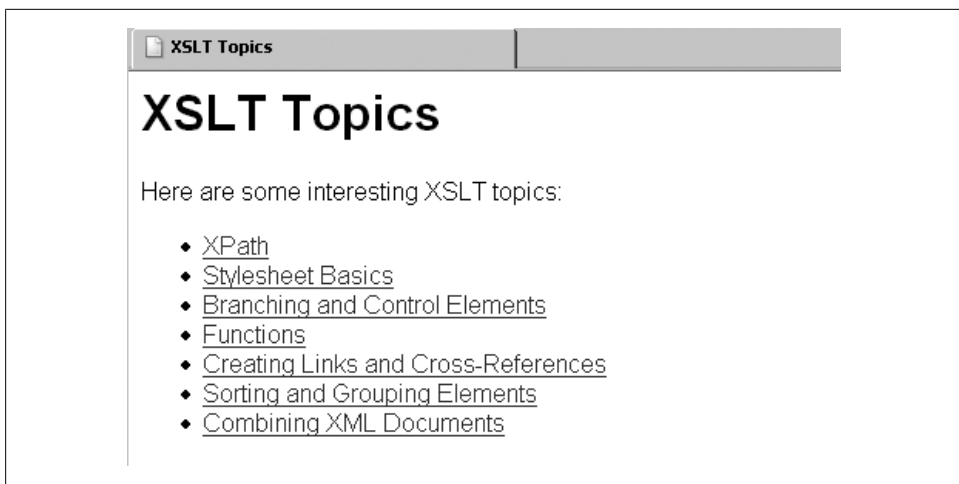 XSLT Topics
XSLT Topics
Here are some interesting XSLT topics:
• XPath
• Stylesheet Basics
• Branching and Control Elements
• Functions
• Creating Links and Cross-References
• Sorting and Grouping Elements
• Combining XML Documents